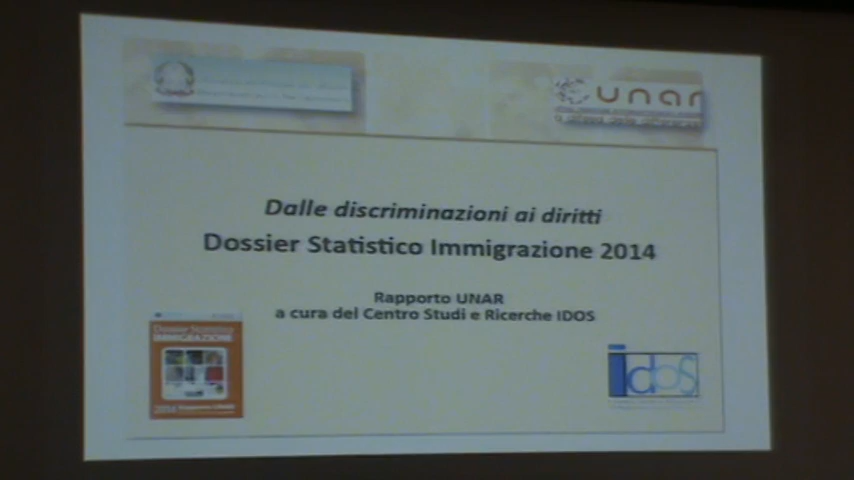 unar
Dalle discriminazioni ai diritti
Dossier Statistico Immigrazione 2014
Rapporto UNAR
a cura del Centro Studi e Ricerche IDOS
Dossier Statistico
IMMIGRAZIONE
2014
idos